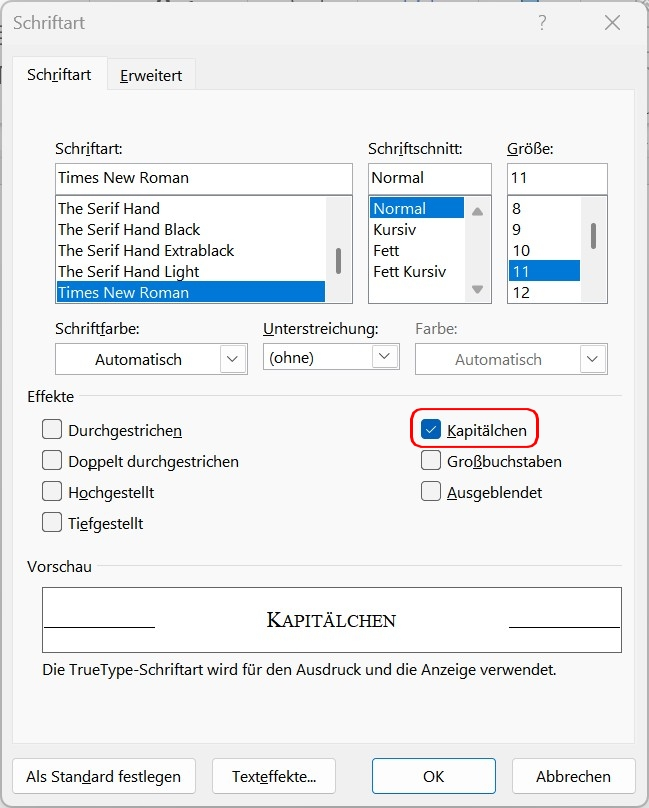 Schriftart ?
Schriftart Erweitert
Schriftart: Schriftschnitt: Größe:
Times New Roman Normal 11
The Serif Hand Normal 8
The Serif Hand Black Kursiv 9
The Serif Hand Extrablack Fett 10
The Serif Hand Light Fett Kursiv 11
Times New Roman 12
Schriftfarbe: Unterstreichung: Farbe:
Automatisch (ohne) Automatisch
Effekte
Durchgestrichen Kapitälchen
Doppelt durchgestrichen Großbuchstaben
Hochgestellt Ausgeblendet
Tiefgestellt
Vorschau
KAPITÄLCHEN
Die TrueType-Schriftart wird für den Ausdruck und die Anzeige verwendet.
Als Standard festlegen Texteffekte... OK Abbrechen